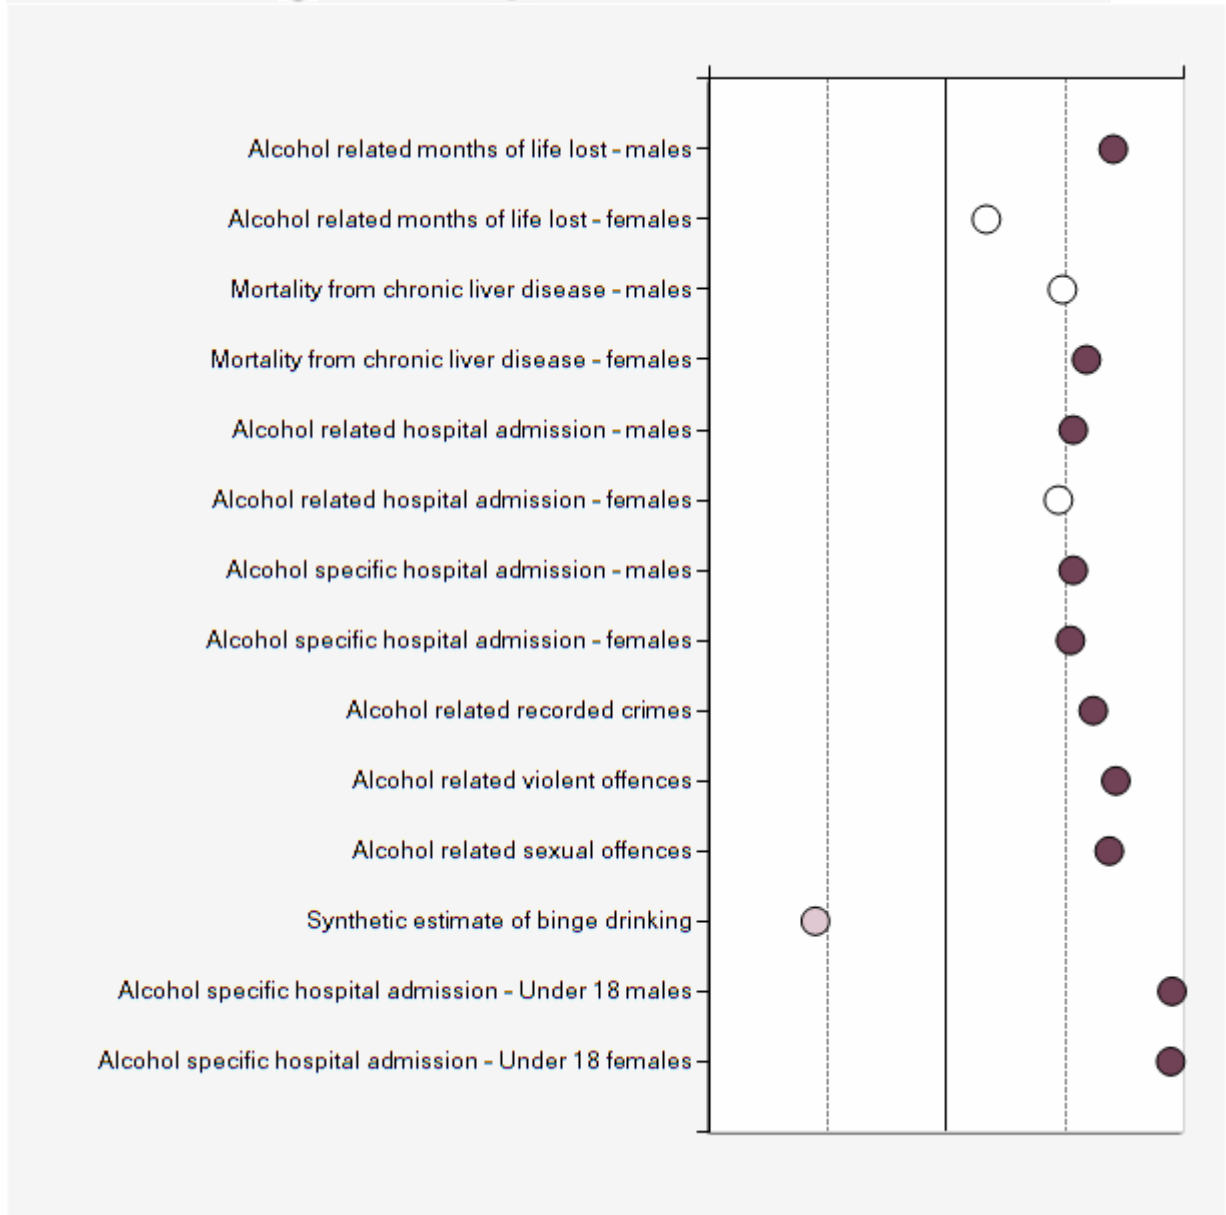 Alcohol related months of life lost - males
Alcohol related months of life lost - females
Mortality from chronic liver disease - males
Mortality from chronic liver disease - females
Alcohol related hospital admission - males
Alcohol related hospital admission - females
Alcohol specific hospital admission - males
Alcohol specific hospital admission - females
Alcohol related recorded crimes
Alcohol related violent offences
Alcohol related sexual offences
Synthetic estimate of binge drinking
Alcohol specific hospital admission - Under 18 males
Alcohol specific hospital admission - Under 18 females